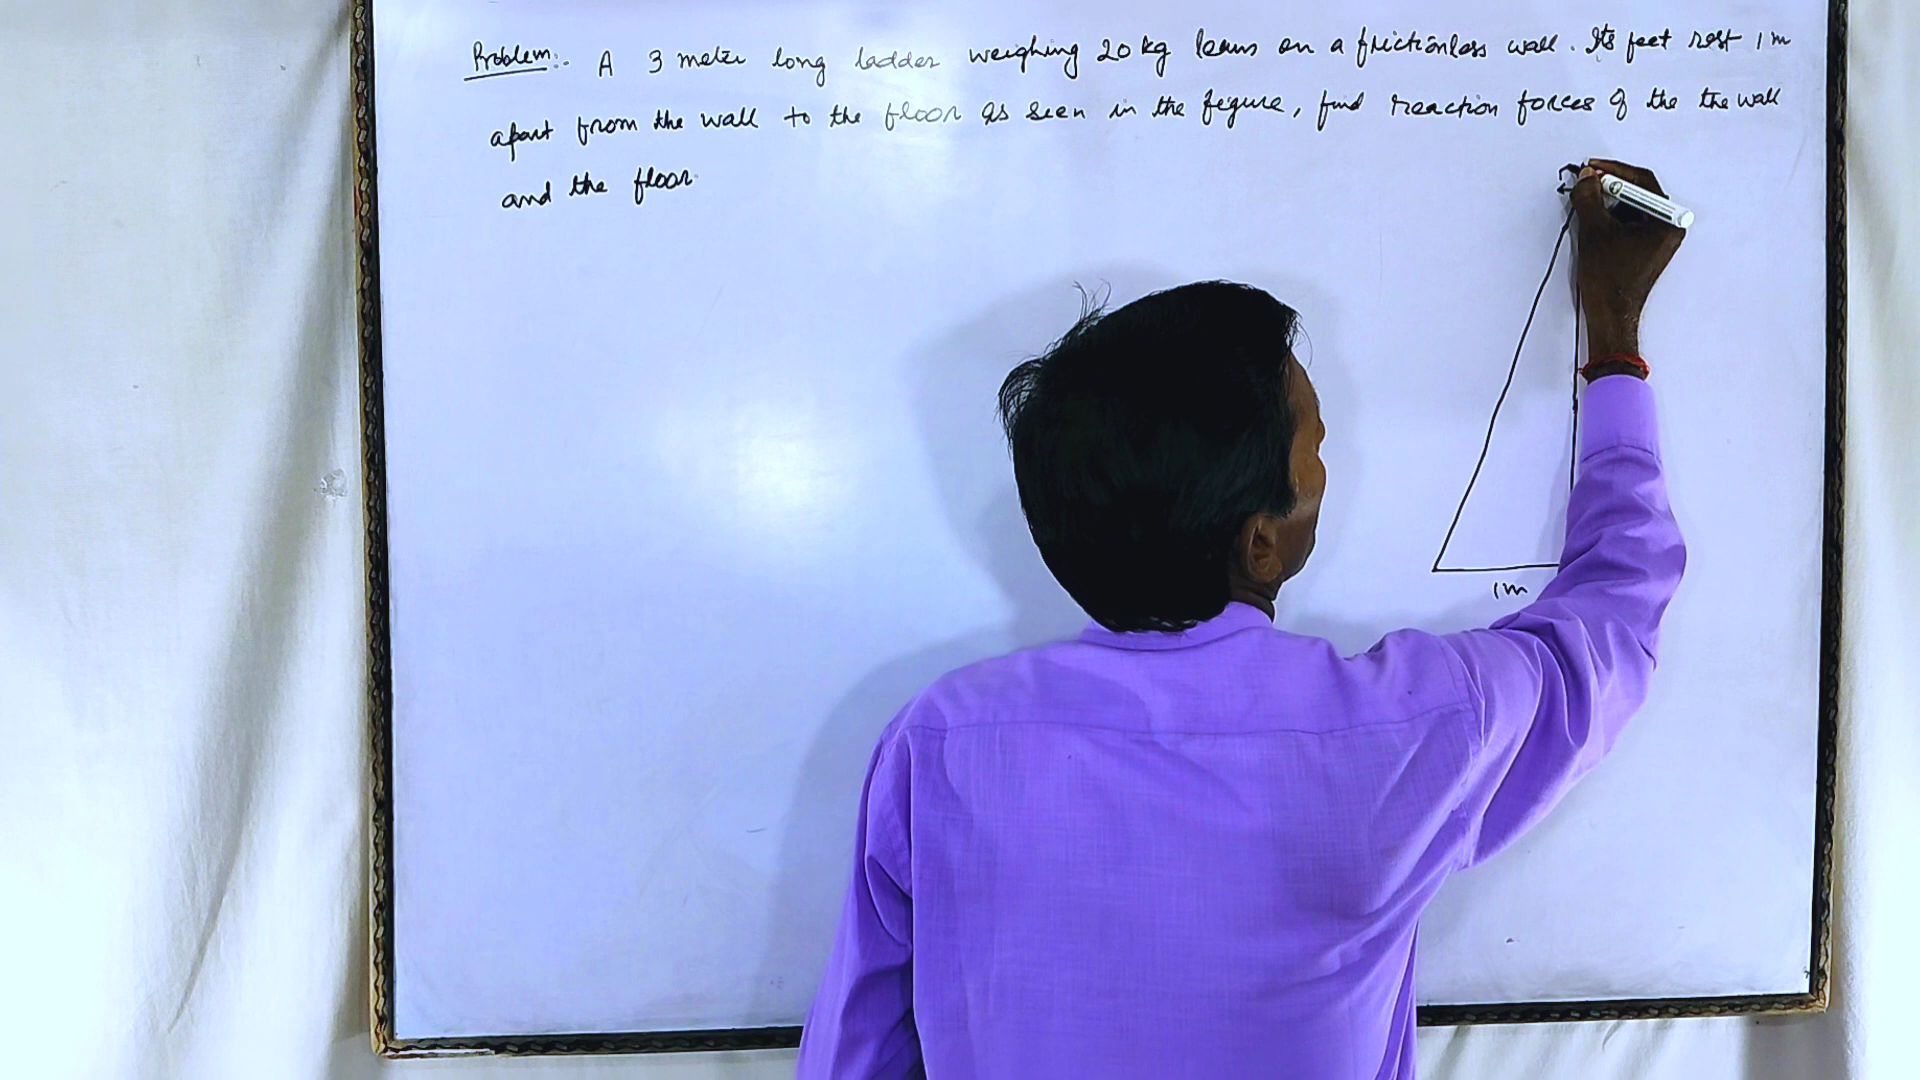 Problem:- A 3 meter long ladder weighing 20 kg leans on a frictionless wall. Its feet rest 1 m
apart from the wall to the floor as seen in the figure, find reaction forces of the the wall
and the floor
1m